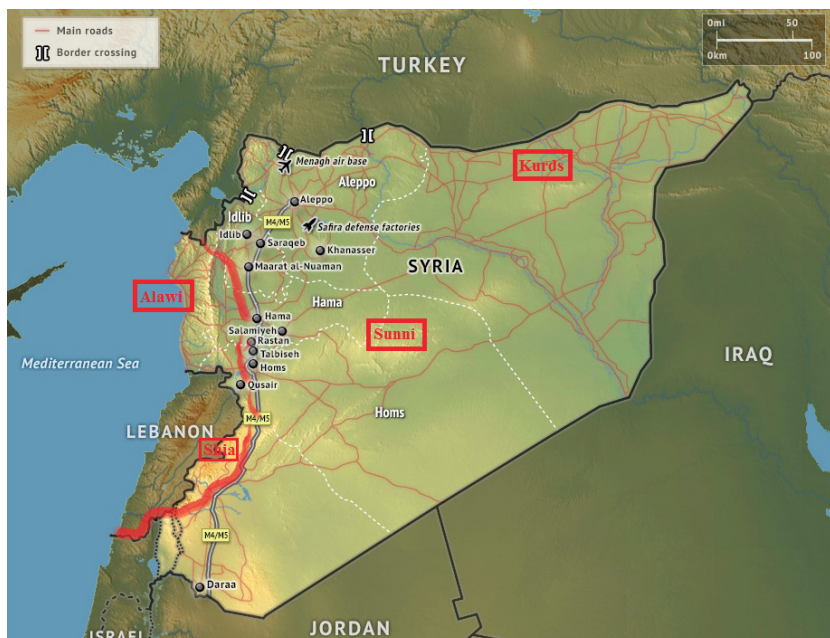 Main roads
Border crossing
0mi 50
0km 100
TURKEY
Menagh air base
Aleppo
Kurds
Aleppo
Idlib
M4/M5
Safira defense factories
Idlib
Saraqeb
Khanasser
Maarat al-Nuaman
SYRIA
Alawi
Hama
Hama
Salamiyeh
Sunni
Rastan
Talbiseh
Homs
IRAQ
Mediterranean Sea
Qusair
Homs
M4/M5
LEBANON
M4/M5
Daraa
JORDAN
ISRAEL